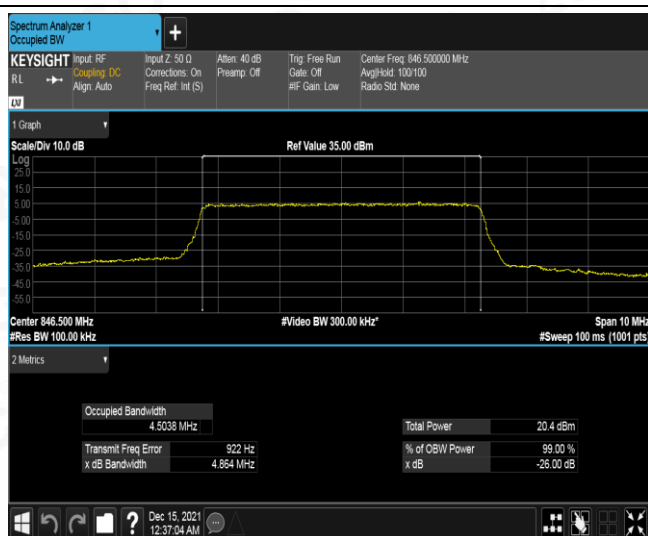 Spectrum Analyzer 1
Occupied BW
+
KEYSIGHT
RL
LXI
Input: RF
Coupling: DC
Align: Auto
Input Z: 50 Ω
Corrections: On
Freq Ref: Int (S)
Atten: 40 dB
Preamp: Off
Trig: Free Run
Gate: Off
#IF Gain: Low
Center Freq: 846.500000 MHz
Avg|Hold: 100/100
Radio Std: None
1 Graph
Scale/Div 10.0 dB
Ref Value 35.00 dBm
Log
25.0
15.0
5.00
-5.00
-15.0
-25.0
-35.0
-45.0
-55.0
Center 846.500 MHz
#Video BW 300.00 kHz*
Span 10 MHz
#Res BW 100.00 kHz
#Sweep 100 ms (1001 pts)
2 Metrics
Occupied Bandwidth
4.5038 MHz
Total Power 20.4 dBm
Transmit Freq Error 922 Hz
% of OBW Power 99.00 %
x dB Bandwidth 4.864 MHz
x dB -26.00 dB
?
Dec 15, 2021
12:37:04 AM